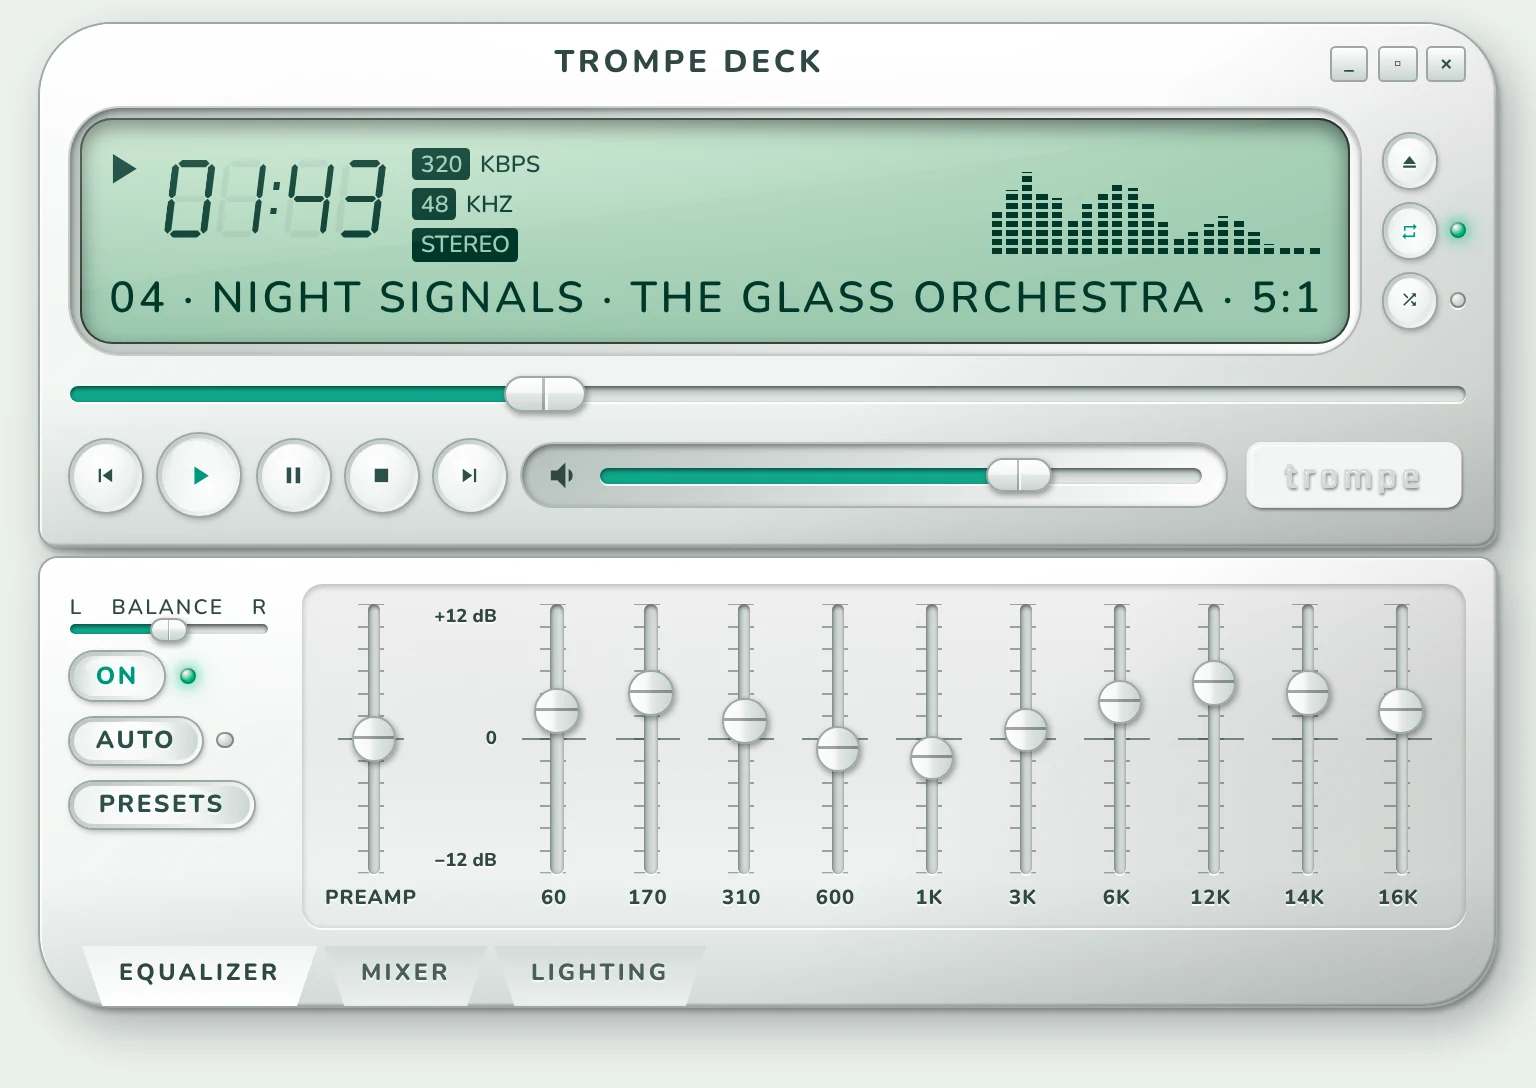 TROMPE DECK
01:43
320 KBPS
48 KHZ
STEREO
04 · NIGHT SIGNALS · THE GLASS ORCHESTRA · 5:1
trompe
L BALANCE R
ON
AUTO
PRESETS
+12 dB
0
−12 dB
PREAMP 60 170 310 600 1K 3K 6K 12K 14K 16K
EQUALIZER MIXER LIGHTING